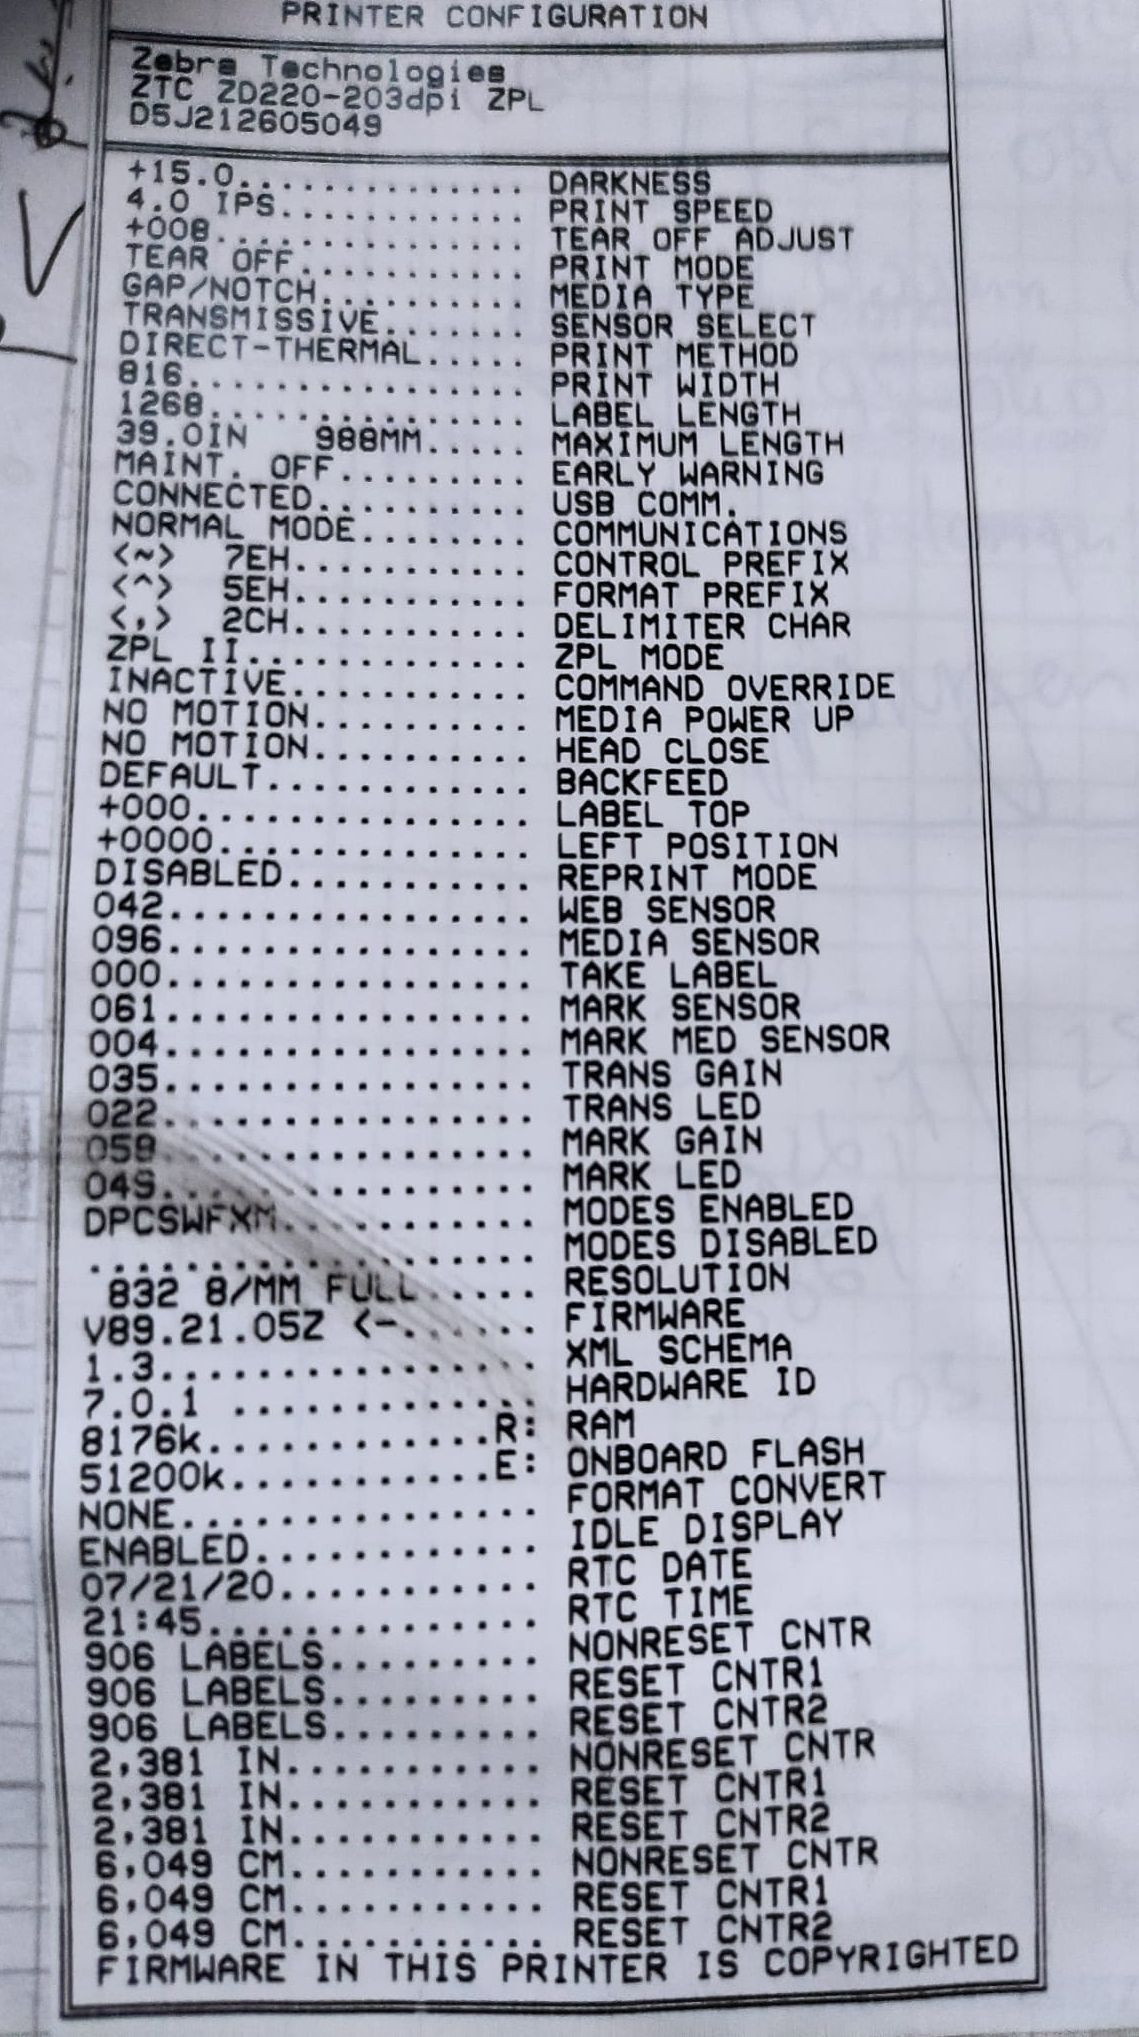 PRINTER CONFIGURATION
Zebra Technologies
ZTC ZD220-203dpi ZPL
D5J212605049
+15.0.............. DARKNESS
4.0 IPS............ PRINT SPEED
+008............... TEAR OFF ADJUST
TEAR OFF........... PRINT MODE
GAP/NOTCH.......... MEDIA TYPE
TRANSMISSIVE....... SENSOR SELECT
DIRECT-THERMAL..... PRINT METHOD
816................ PRINT WIDTH
1268............... LABEL LENGTH
39.0IN   988MM..... MAXIMUM LENGTH
MAINT. OFF......... EARLY WARNING
CONNECTED.......... USB COMM.
NORMAL MODE........ COMMUNICATIONS
<~>  7EH........... CONTROL PREFIX
<^>  5EH........... FORMAT PREFIX
<,>  2CH........... DELIMITER CHAR
ZPL II............. ZPL MODE
INACTIVE........... COMMAND OVERRIDE
NO MOTION.......... MEDIA POWER UP
NO MOTION.......... HEAD CLOSE
DEFAULT............ BACKFEED
+000............... LABEL TOP
+0000.............. LEFT POSITION
DISABLED........... REPRINT MODE
042................ WEB SENSOR
096................ MEDIA SENSOR
000................ TAKE LABEL
061................ MARK SENSOR
004................ MARK MED SENSOR
035................ TRANS GAIN
022................ TRANS LED
059................ MARK GAIN
049................ MARK LED
DPCSWFXM........... MODES ENABLED
................... MODES DISABLED
832 8/MM FULL..... RESOLUTION
V89.21.05Z <-...... FIRMWARE
1.3................ XML SCHEMA
7.0.1 ............. HARDWARE ID
8176k............R: RAM
51200k...........E: ONBOARD FLASH
NONE............... FORMAT CONVERT
ENABLED............ IDLE DISPLAY
07/21/20........... RTC DATE
21:45.............. RTC TIME
906 LABELS......... NONRESET CNTR
906 LABELS......... RESET CNTR1
906 LABELS......... RESET CNTR2
2,381 IN........... NONRESET CNTR
2,381 IN........... RESET CNTR1
2,381 IN........... RESET CNTR2
6,049 CM........... NONRESET CNTR
6,049 CM........... RESET CNTR1
6,049 CM........... RESET CNTR2
FIRMWARE IN THIS PRINTER IS COPYRIGHTED